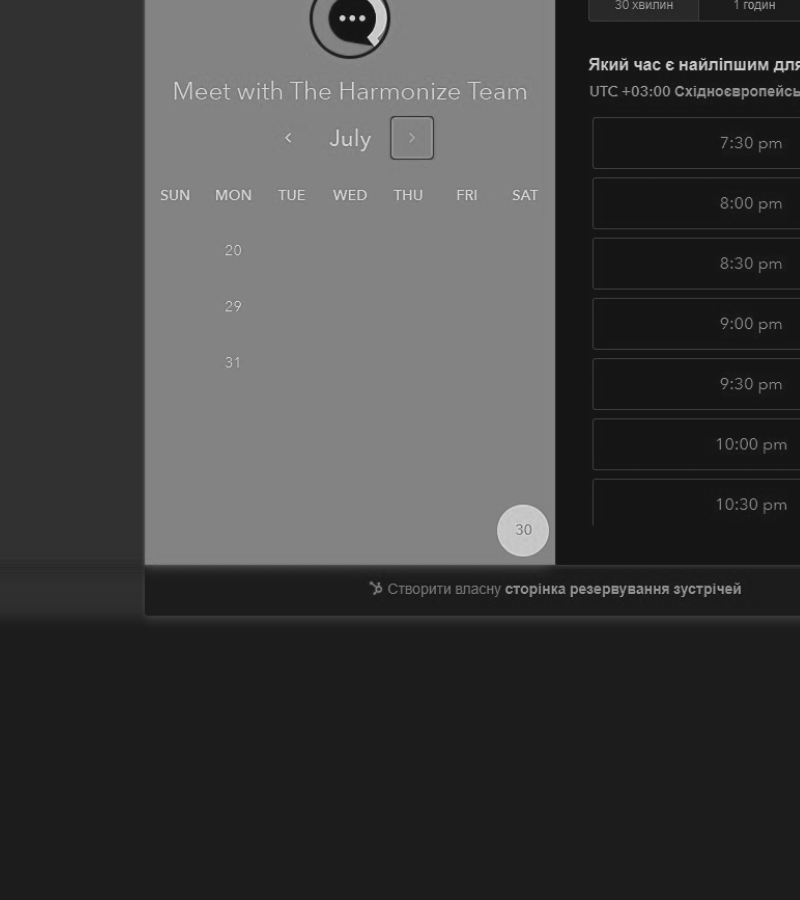 Meet with The Harmonize Team
July
SUN MON TUE WED THU FRI SAT
20
29
31
30
30 хвилин 1 годин
Який час є найліпшим для
UTC +03:00 Східноєвропейсь
7:30 pm
8:00 pm
8:30 pm
9:00 pm
9:30 pm
10:00 pm
10:30 pm
Створити власну сторінка резервування зустрічей